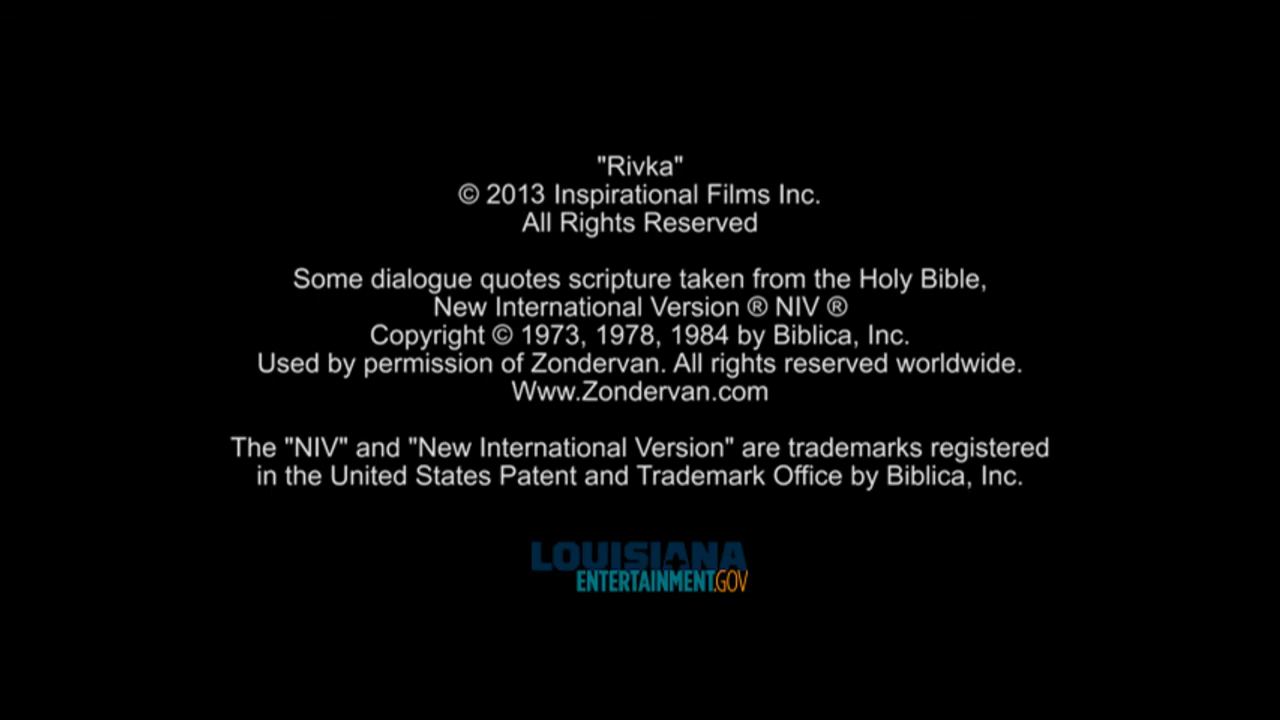 "Rivka"
© 2013 Inspirational Films Inc.
All Rights Reserved
Some dialogue quotes scripture taken from the Holy Bible,
New International Version ® NIV ®
Copyright © 1973, 1978, 1984 by Biblica, Inc.
Used by permission of Zondervan. All rights reserved worldwide.
Www.Zondervan.com
The "NIV" and "New International Version" are trademarks registered
in the United States Patent and Trademark Office by Biblica, Inc.
LOUISIANA
ENTERTAINMENT.GOV